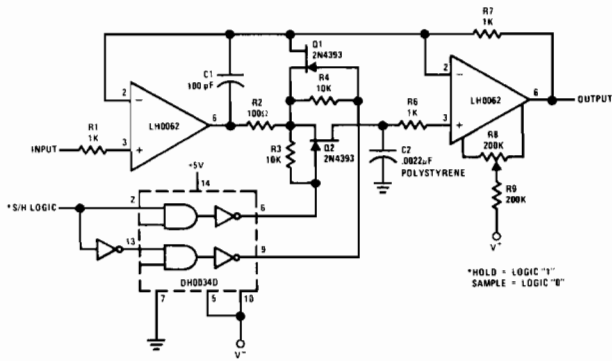 R7
1K
Q1
2N4393
C1
100 pF
R4
10K
2
LH0062
6
R2
100Ω
R1
1K
3
INPUT
R3
10K
Q2
2N4393
R6
1K
2
LH0062
3
6
OUTPUT
R8
200K
C2
.0022µF
POLYSTYRENE
R9
200K
V⁺
+5V
14
*S/H LOGIC
2
6
13
9
DH0034D
7
5
10
V⁻
*HOLD = LOGIC "1"
SAMPLE = LOGIC "0"